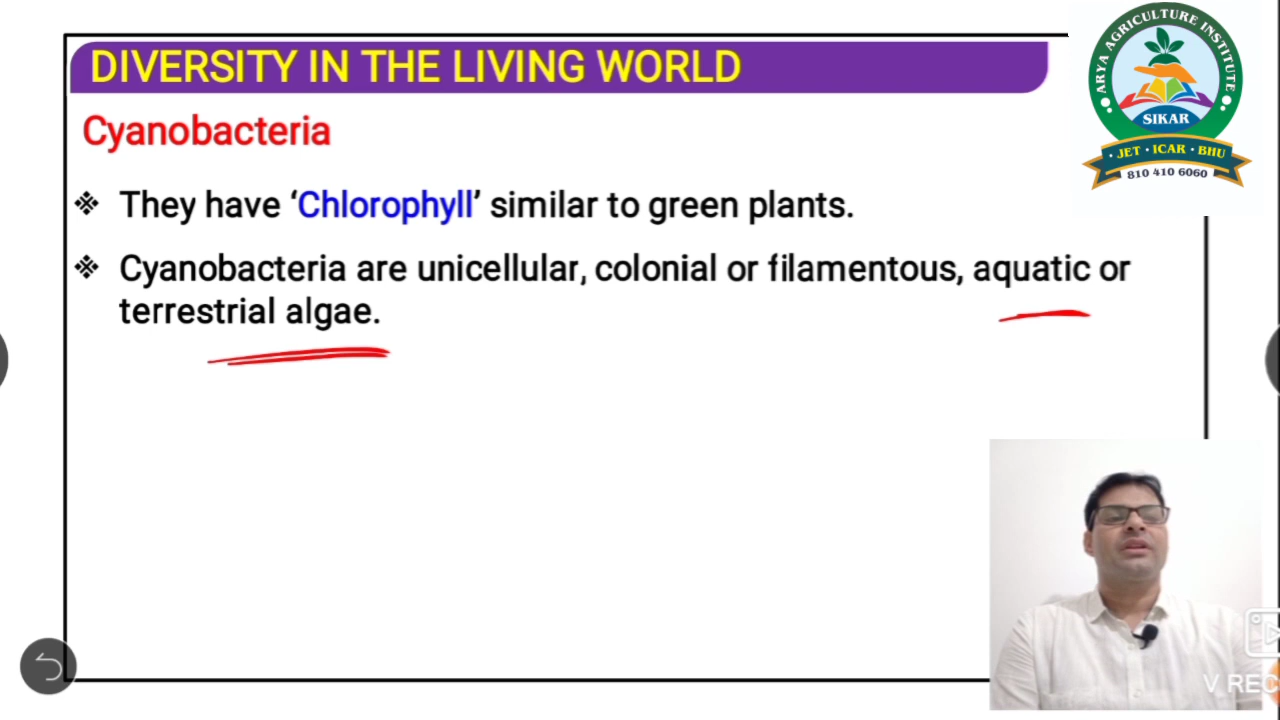 DIVERSITY IN THE LIVING WORLD
ARYA AGRICULTURE INSTITUTE
SIKAR
• JET • ICAR • BHU
810 410 6060
Cyanobacteria
❖ They have ‘Chlorophyll’ similar to green plants.
❖ Cyanobacteria are unicellular, colonial or filamentous, aquatic or
terrestrial algae.
V REC